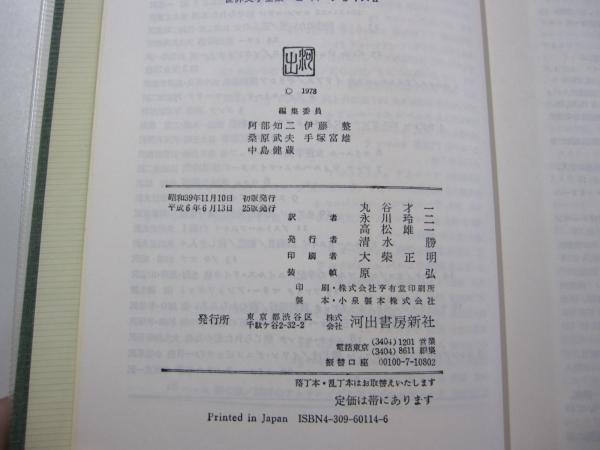 河出
© 1978
編集委員
阿部知二 伊藤 整
桑原武夫 手塚富雄
中島健蔵
昭和39年11月10日 初版発行
平成6年6月13日 25版発行
訳者 丸谷才一
永川玲二
高松雄一
発行者 清水 勝
印刷者 大柴正明
装幀 原 弘
印刷・株式会社亨有堂印刷所
製本・小泉製本株式会社
発行所 東京都渋谷区千駄ケ谷2-32-2 株式会社 河出書房新社
電話東京 (3404) 1201 営業
(3404) 8611 編集
振替口座 00100-7-10802
落丁本・乱丁本はお取替えいたします
定価は帯にあります
Printed in Japan ISBN4-309-60114-6